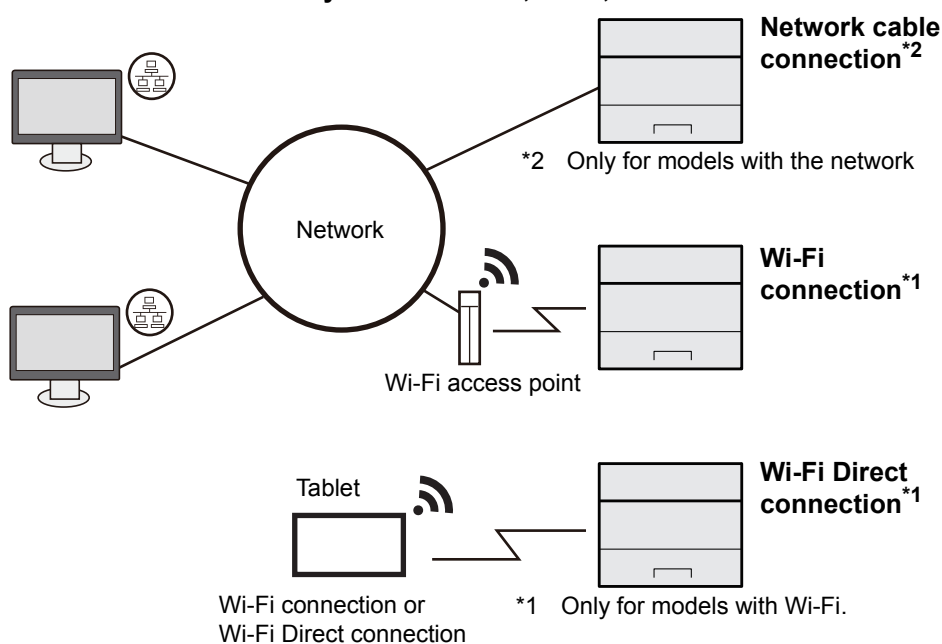 Network cable
connection*2
*2 Only for models with the network
Network
Wi-Fi
connection*1
Wi-Fi access point
Wi-Fi Direct
connection*1
Tablet
Wi-Fi connection or
Wi-Fi Direct connection
*1 Only for models with Wi-Fi.